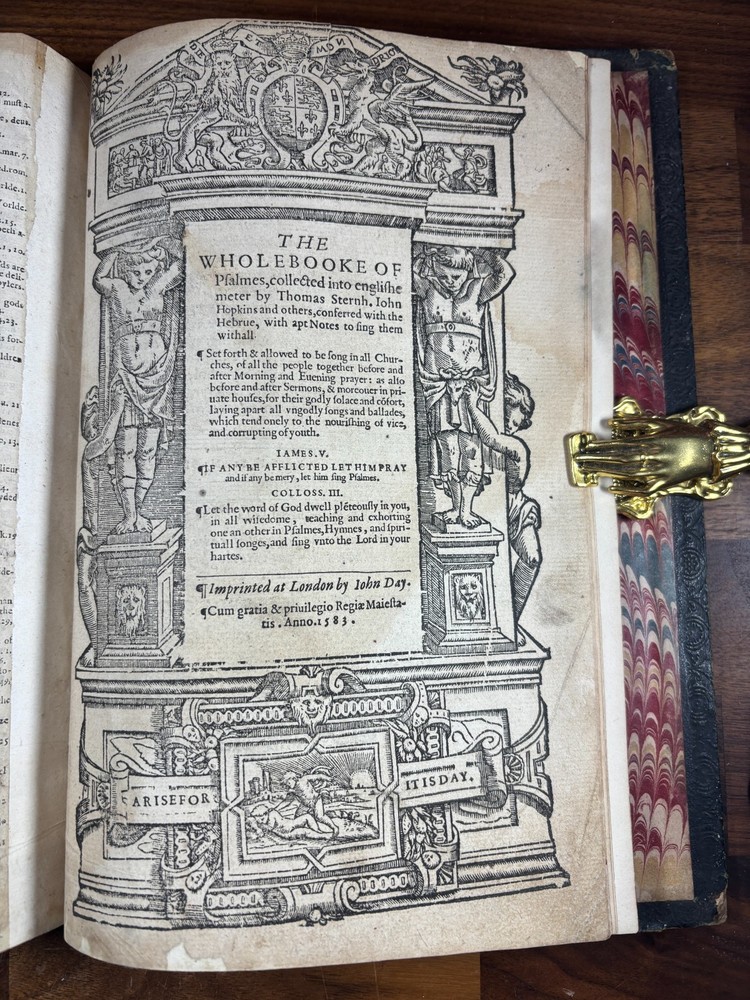 MON
THE
WHOLE BOOKE OF
Pſalmes,collected into engliſhe
meter by Thomas Sternh. Iohn
Hopkins and others,conferred with the
Hebrue, with apt Notes to ſing them
withall.
¶ Set forth & allowed to be ſong in all Chur-
ches, of all the people together before and
after Morning and Euening prayer: as alſo
before and after Sermons, & moreouer in pri-
uate houſes, for their godly ſolace and cõfort,
laying apart all vngodly ſongs and ballades,
which tend onely to the nouriſhing of vice,
and corrupting of youth.
IAMES. V.
¶IF ANY BE AFFLICTED LET HIM PRAY
and if any be mery, let him ſing Pſalmes.
COLLOSS. III.
¶Let the word of God dwell plẽteouſly in you,
in all wiſedome, teaching and exhorting
one an other in Pſalmes, Hymnes, and ſpiri-
tuall ſonges, and ſing vnto the Lord in your
hartes.
¶Imprinted at London by Iohn Day.
¶Cum gratia & priuilegio Regiæ Maieſta-
tis. Anno. 1583.
ARISE FOR IT IS DAY.